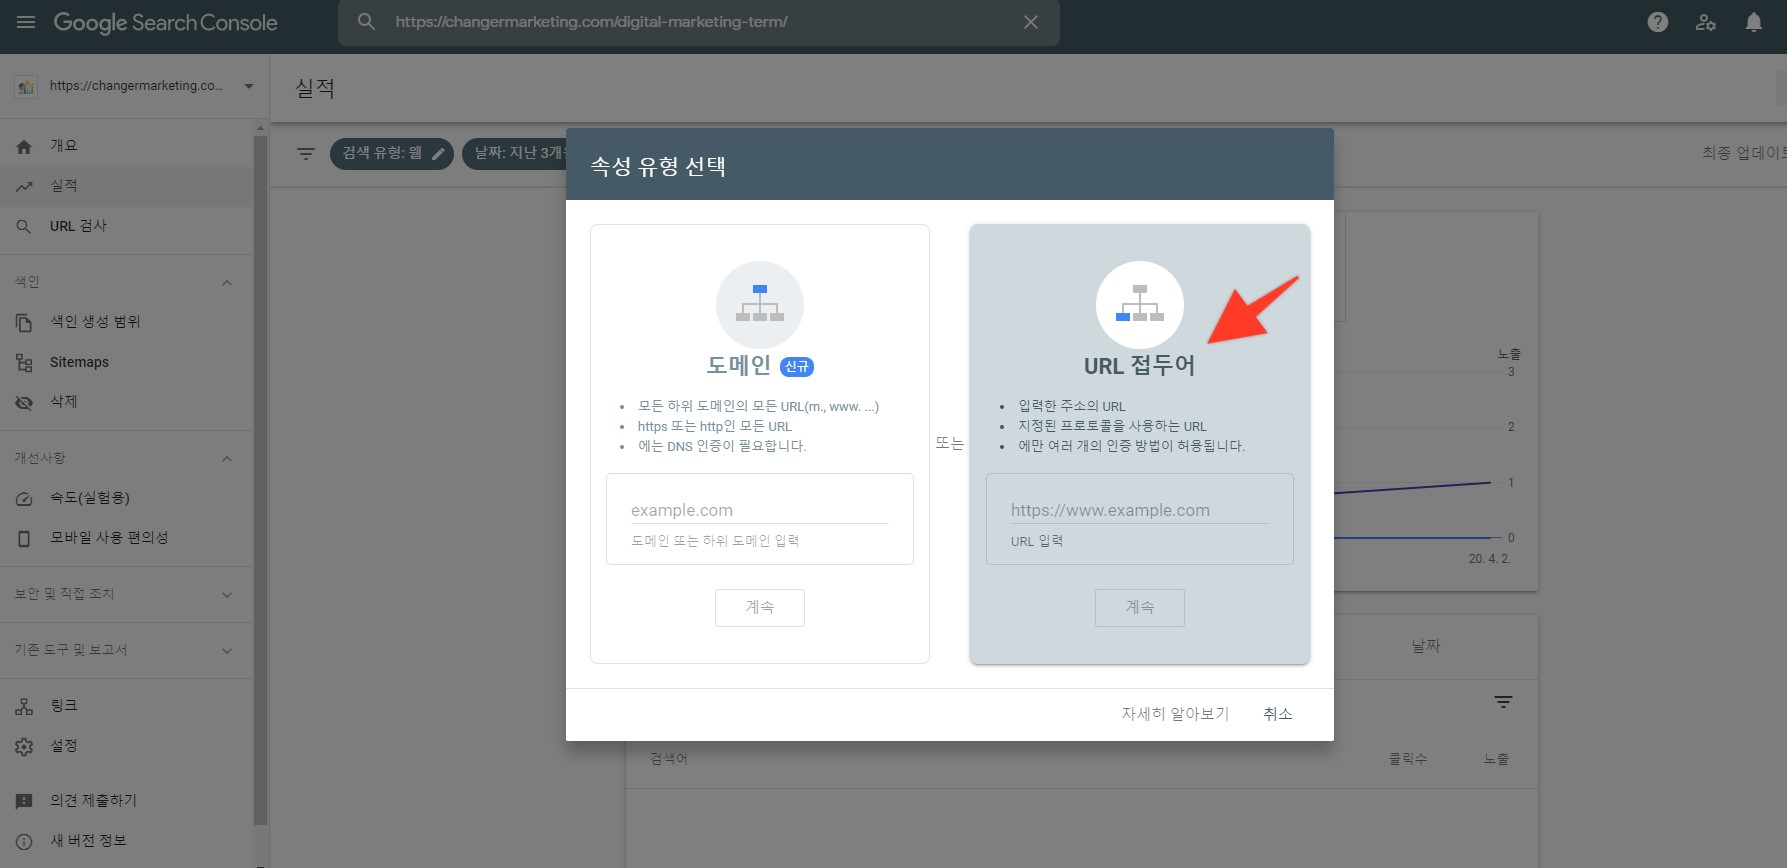 Google Search Console
https://changermarketing.com/digital-marketing-term/
https://changermarketing.co...
실적
개요
실적
URL 검사
색인
색인 생성 범위
Sitemaps
삭제
개선사항
속도(실험용)
모바일 사용 편의성
보안 및 직접 조치
기존 도구 및 보고서
링크
설정
의견 제출하기
새 버전 정보
검색 유형: 웹
날짜: 지난 3개
최종 업데이트
속성 유형 선택
도메인 신규
모든 하위 도메인의 모든 URL(m., www. ...)
https 또는 http인 모든 URL
에는 DNS 인증이 필요합니다.
example.com
도메인 또는 하위 도메인 입력
계속
또는
URL 접두어
입력한 주소의 URL
지정된 프로토콜을 사용하는 URL
에만 여러 개의 인증 방법이 허용됩니다.
https://www.example.com
URL 입력
계속
자세히 알아보기
취소
노출
3
2
1
0
20. 4. 2.
날짜
검색어
클릭수
노출